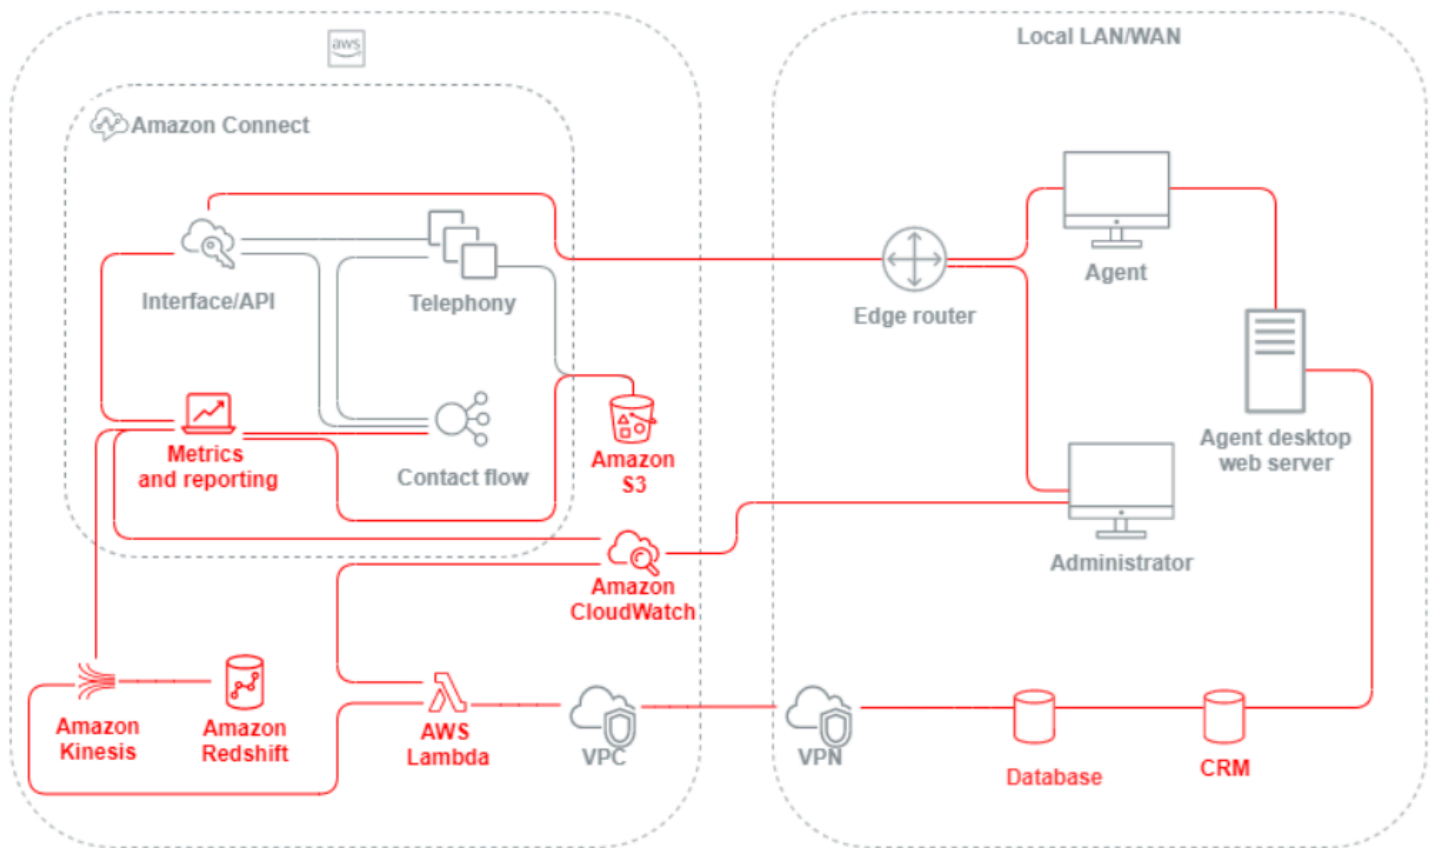 aws
Local LAN/WAN
Amazon Connect
Interface/API
Telephony
Edge router
Agent
Metrics
and reporting
Contact flow
Amazon
S3
Agent desktop
web server
Administrator
Amazon
CloudWatch
Amazon
Kinesis
Amazon
Redshift
AWS
Lambda
VPC
VPN
Database
CRM